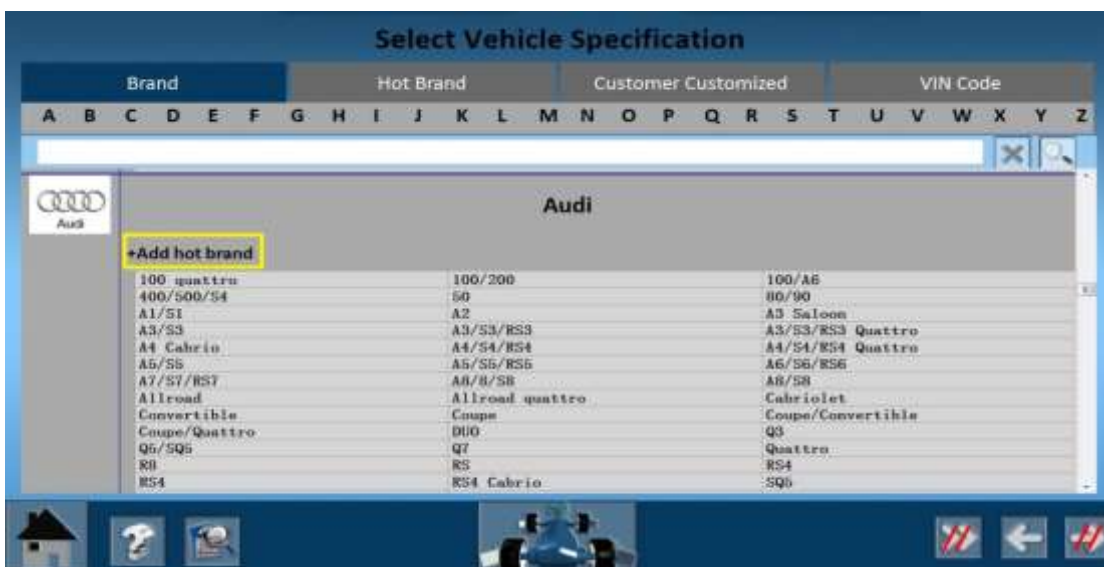 Select Vehicle Specification
Brand Hot Brand Customer Customized VIN Code
A B C D E F G H I J K L M N O P Q R S T U V W X Y Z
Audi
Audi
+Add hot brand
100 quattro 100/200 100/A6
400/500/S4 50 80/90
A1/S1 A2 A3 Saloon
A3/S3 A3/S3/RS3 A3/S3/RS3 Quattro
A4 Cabrio A4/S4/RS4 A4/S4/RS4 Quattro
A5/S5 A5/S5/RS5 A6/S6/RS6
A7/S7/RS7 A8/8/S8 A8/S8
Allroad Allroad quattro Cabriolet
Convertible Coupe Coupe/Convertible
Coupe/Quattro DUO Q3
Q5/SQ5 Q7 Quattro
R8 RS RS4
RS4 RS4 Cabrio SQ5